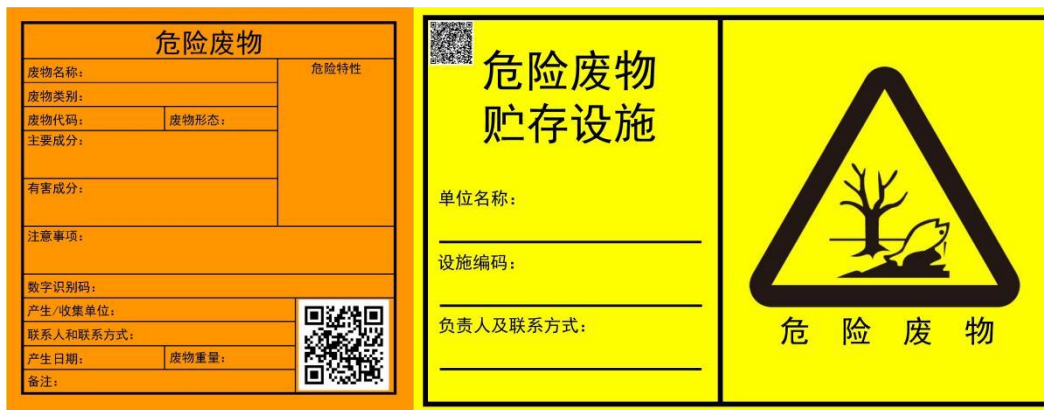 危险废物
废物名称：
危险特性
废物类别：
废物代码：
废物形态：
主要成分：
有害成分：
注意事项：
数字识别码：
产生/收集单位：
联系人和联系方式：
产生日期：
废物重量：
备注：
危险废物
贮存设施
单位名称：
设施编码：
负责人及联系方式：
危险废物